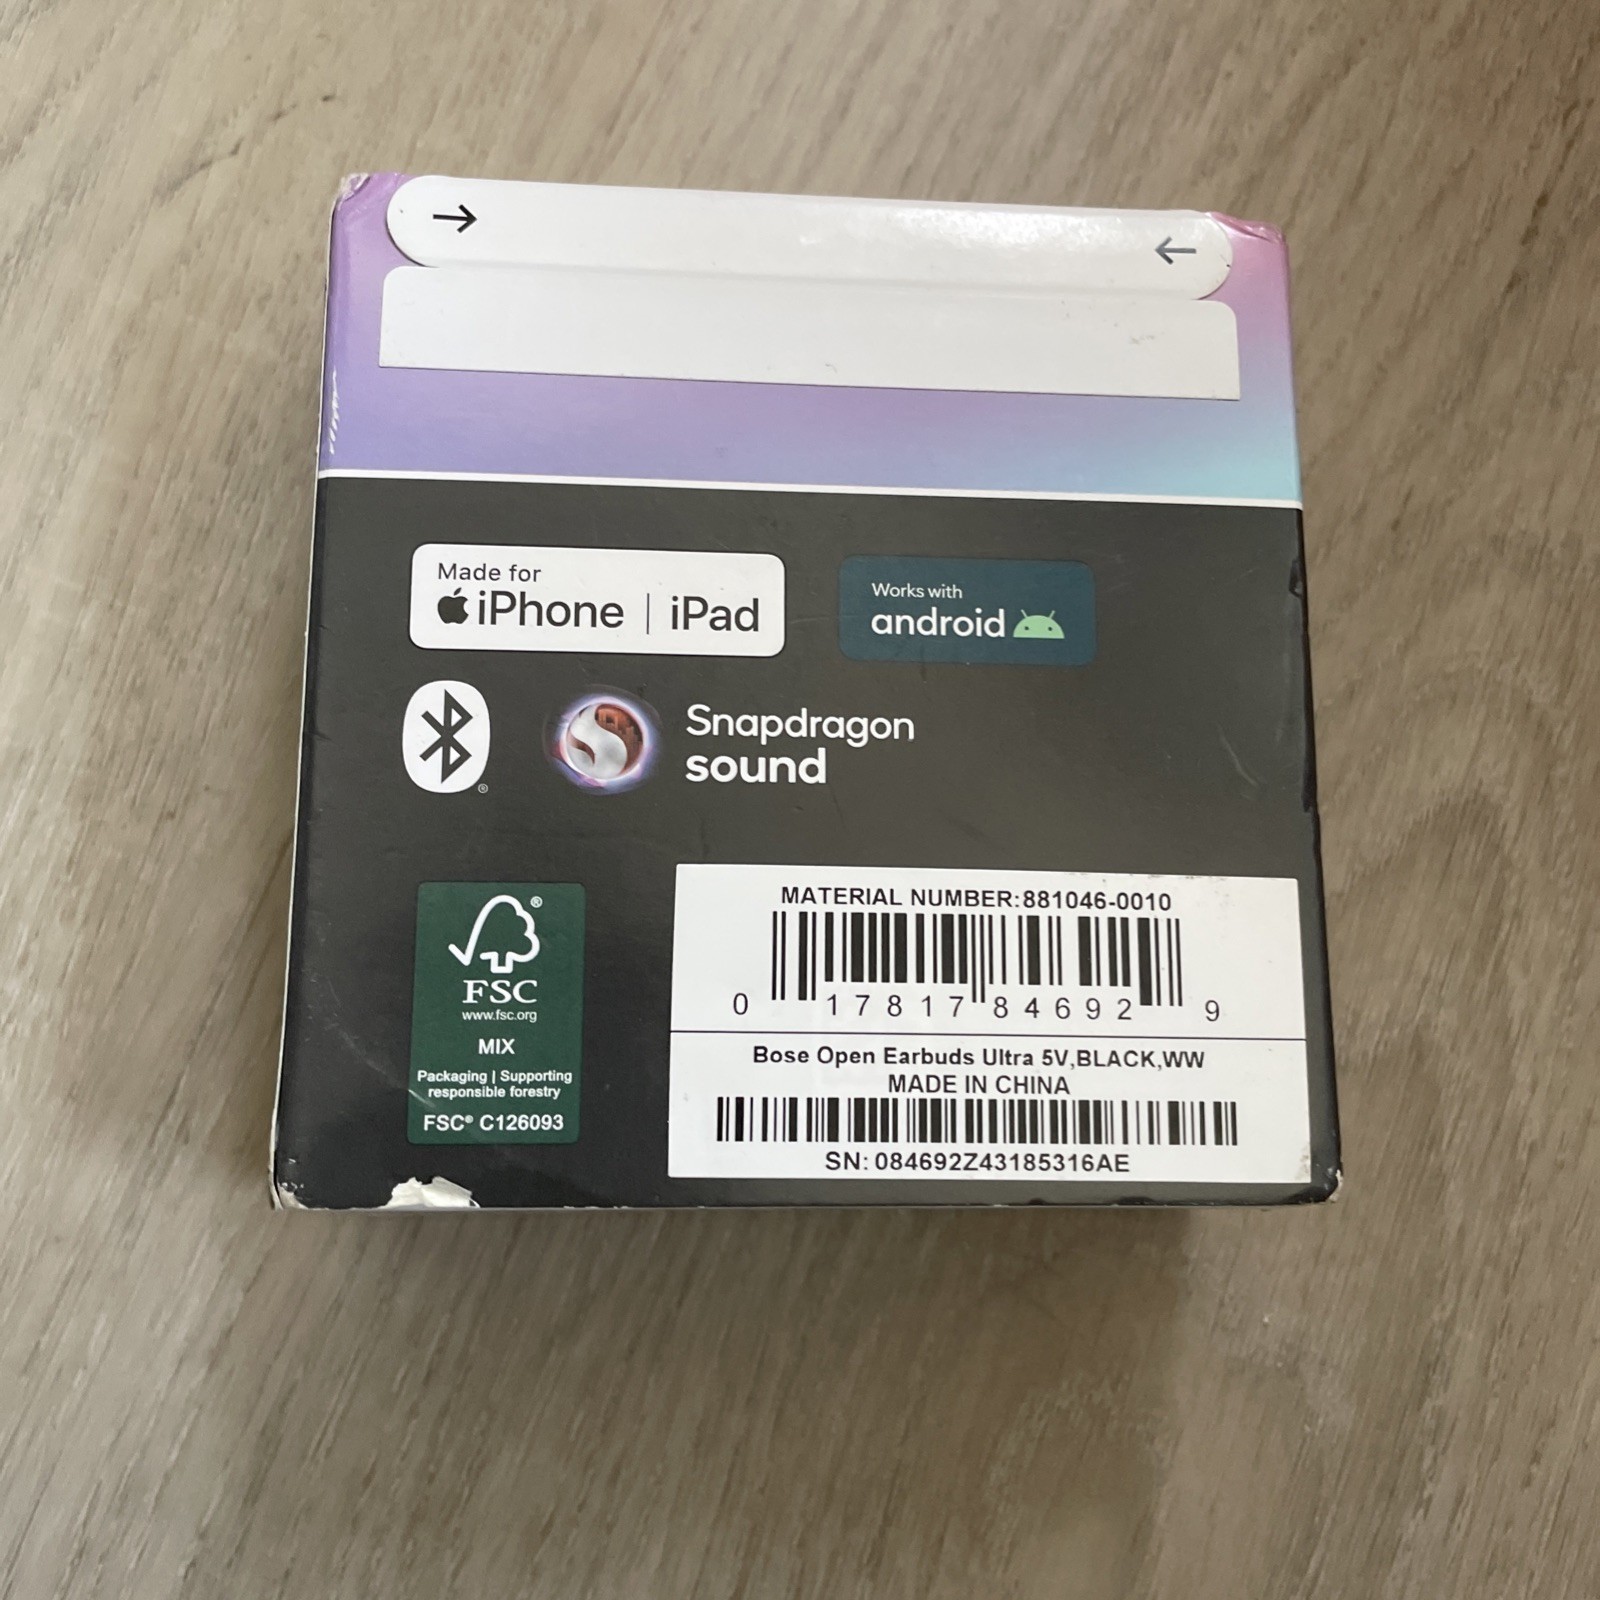 Made for
iPhone | iPad
Works with
android
Snapdragon
sound
®
®
FSC
www.fsc.org
MIX
Packaging | Supporting
responsible forestry
FSC® C126093
MATERIAL NUMBER:881046-0010
0 17817 84692 9
Bose Open Earbuds Ultra 5V,BLACK,WW
MADE IN CHINA
SN: 084692Z43185316AE